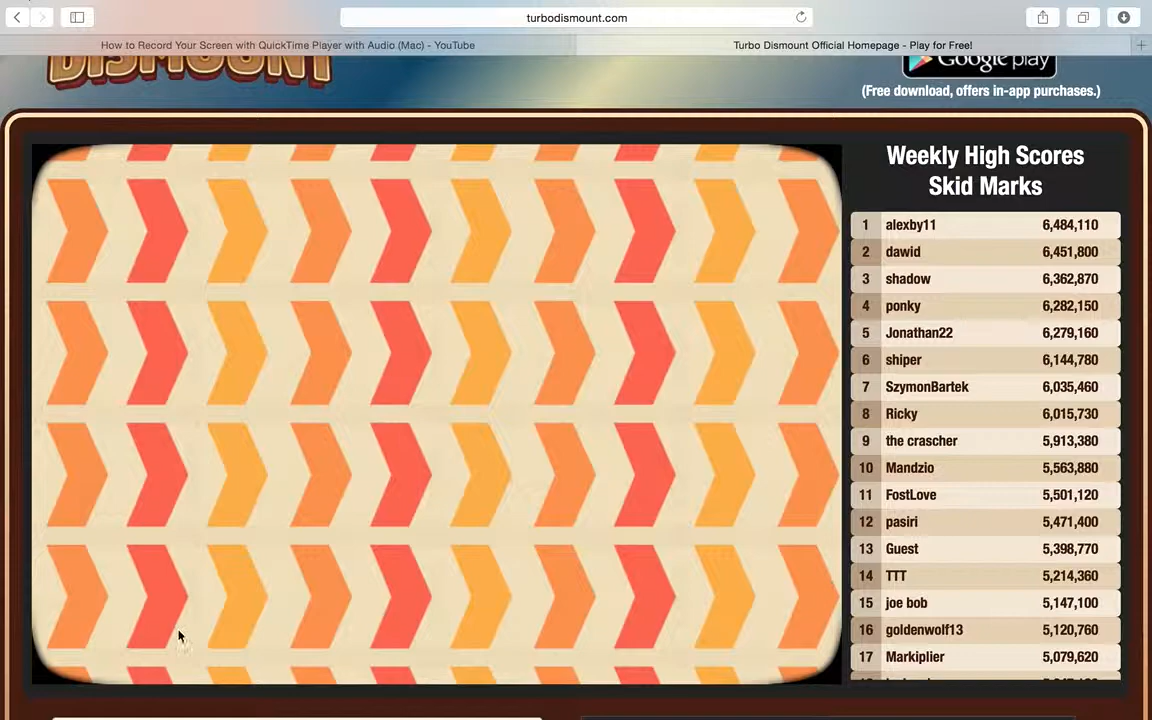 turbodismount.com
How to Record Your Screen with QuickTime Player with Audio (Mac) - YouTube
Turbo Dismount Official Homepage - Play for Free!
DISMOUNT
Google play
(Free download, offers in-app purchases.)
Weekly High Scores
Skid Marks
1 alexby11 6,484,110
2 dawid 6,451,800
3 shadow 6,362,870
4 ponky 6,282,150
5 Jonathan22 6,279,160
6 shiper 6,144,780
7 SzymonBartek 6,035,460
8 Ricky 6,015,730
9 the crascher 5,913,380
10 Mandzio 5,563,880
11 FostLove 5,501,120
12 pasiri 5,471,400
13 Guest 5,398,770
14 TTT 5,214,360
15 joe bob 5,147,100
16 goldenwolf13 5,120,760
17 Markiplier 5,079,620